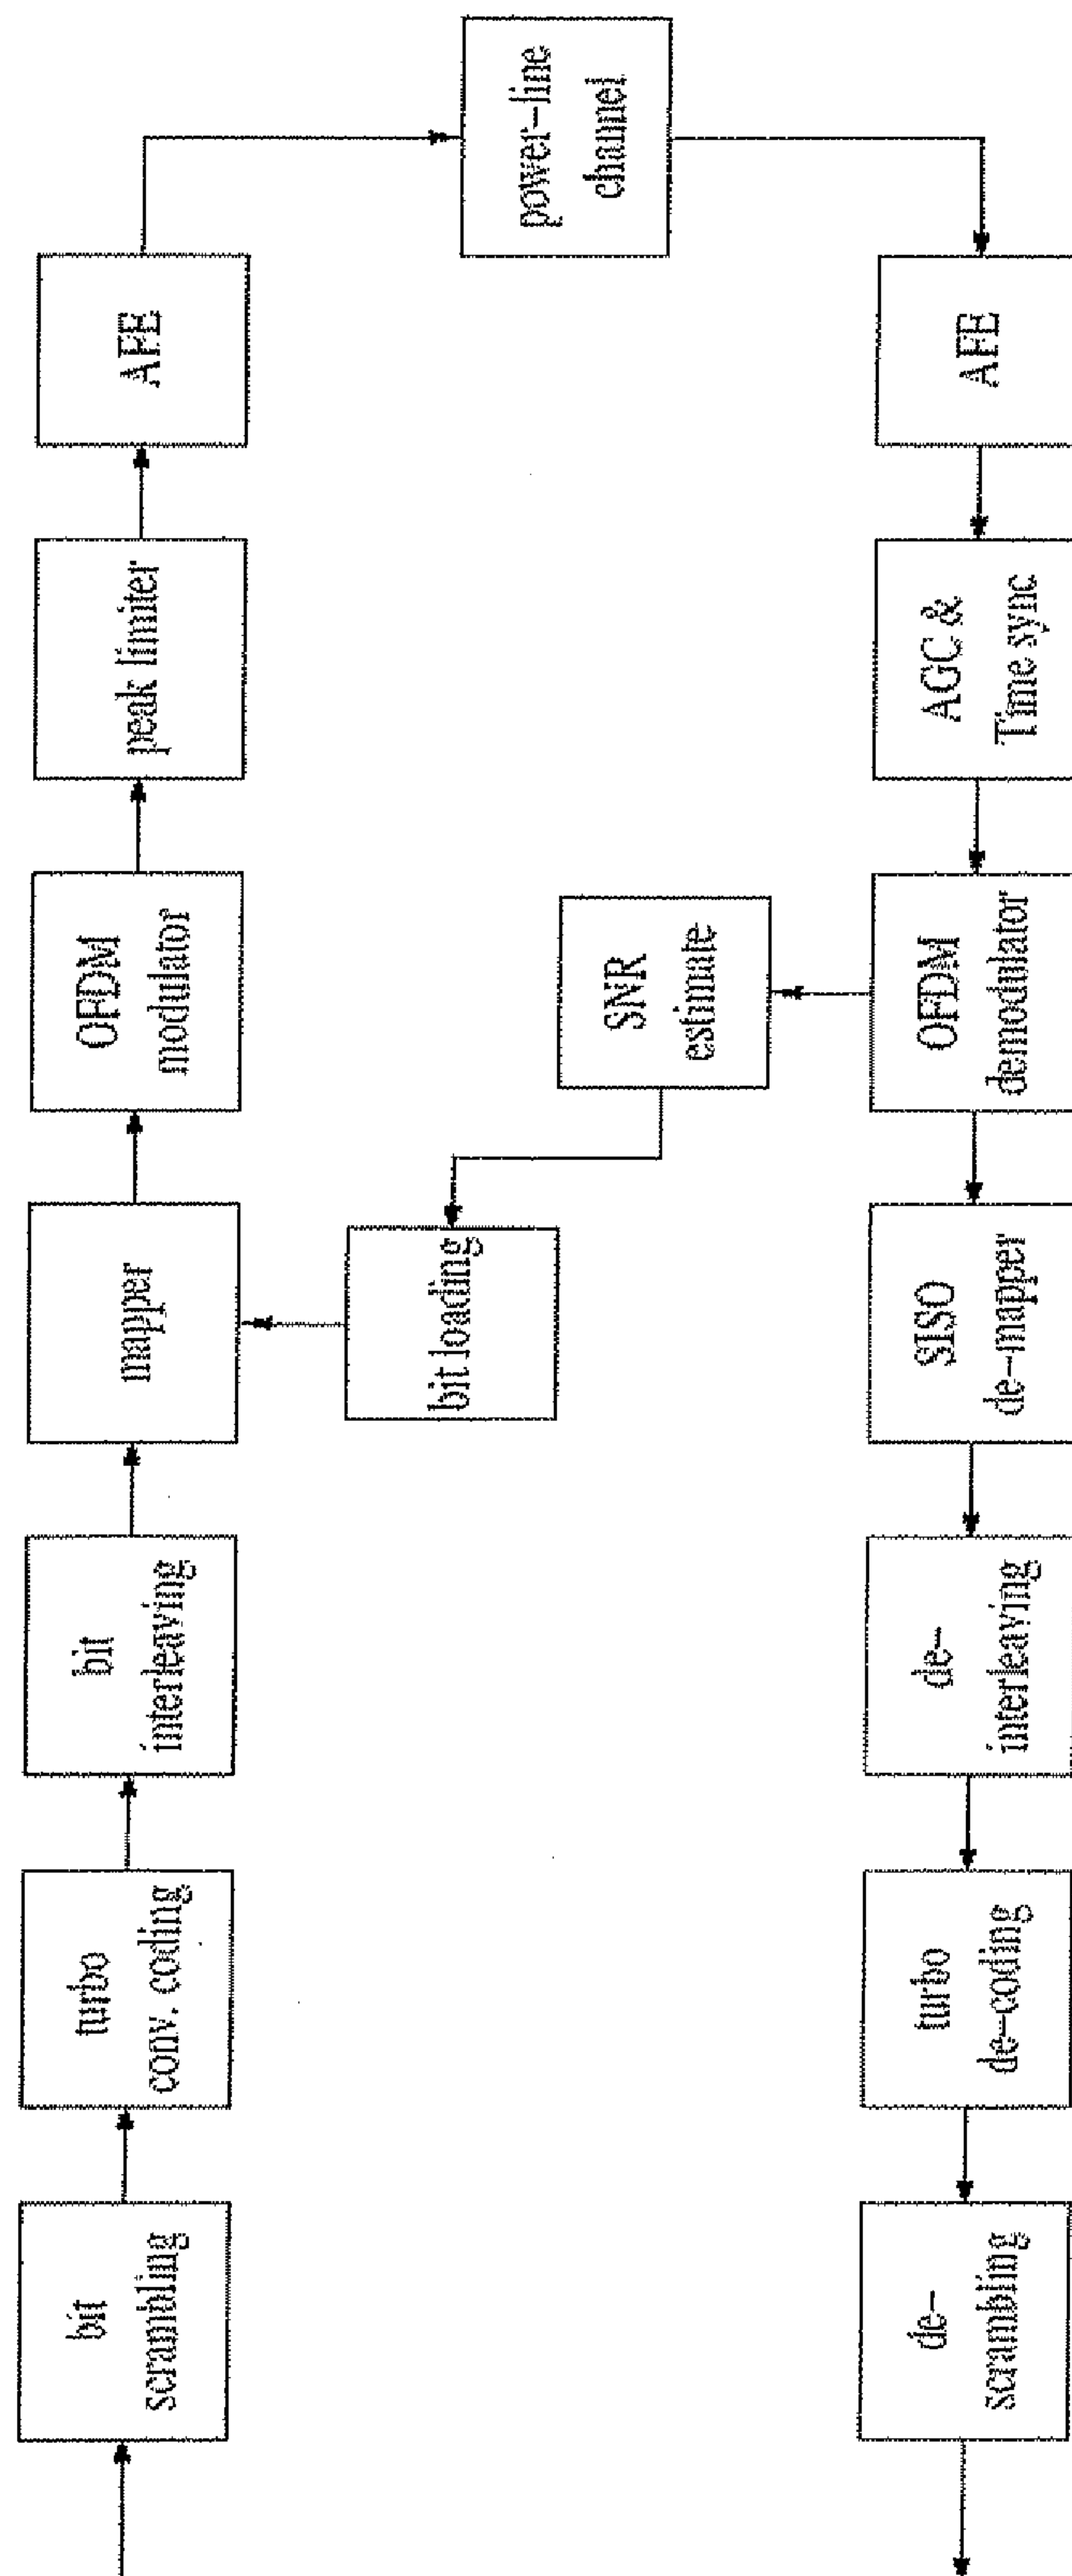 bit
scrambling
turbo
conv. coding
bit
interleaving
mapper
OFDM
modulator
peak limiter
AFE
power-line
channel
bit loading
SNR
estimate
de-
scrambling
turbo
de-coding
de-
interleaving
SISO
de-mapper
OFDM
demodulator
AGC &
Time sync
AFE